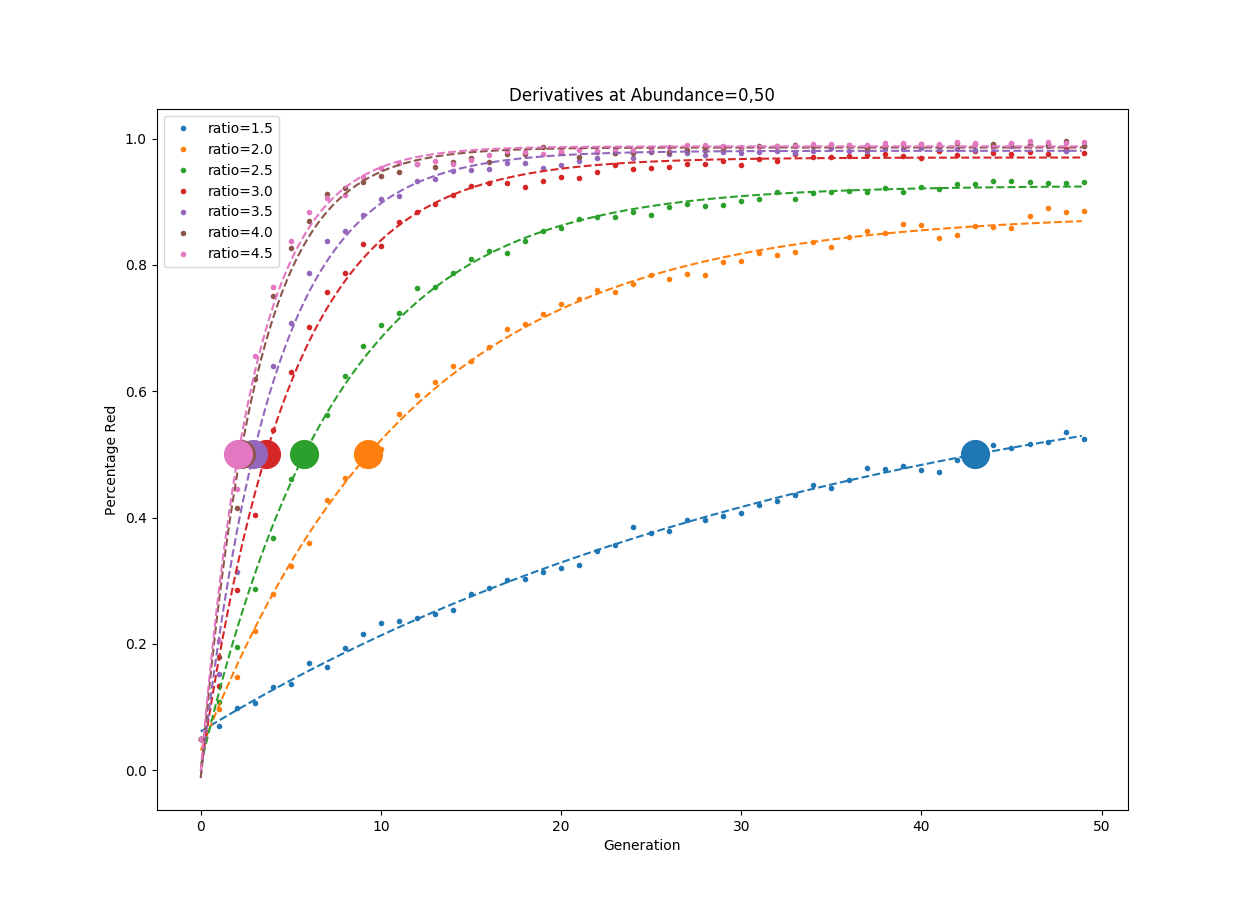 Derivatives at Abundance=0,50
ratio=1.5
ratio=2.0
ratio=2.5
ratio=3.0
ratio=3.5
ratio=4.0
ratio=4.5
1.0
0.8
0.6
0.4
0.2
0.0
Percentage Red
0 10 20 30 40 50
Generation